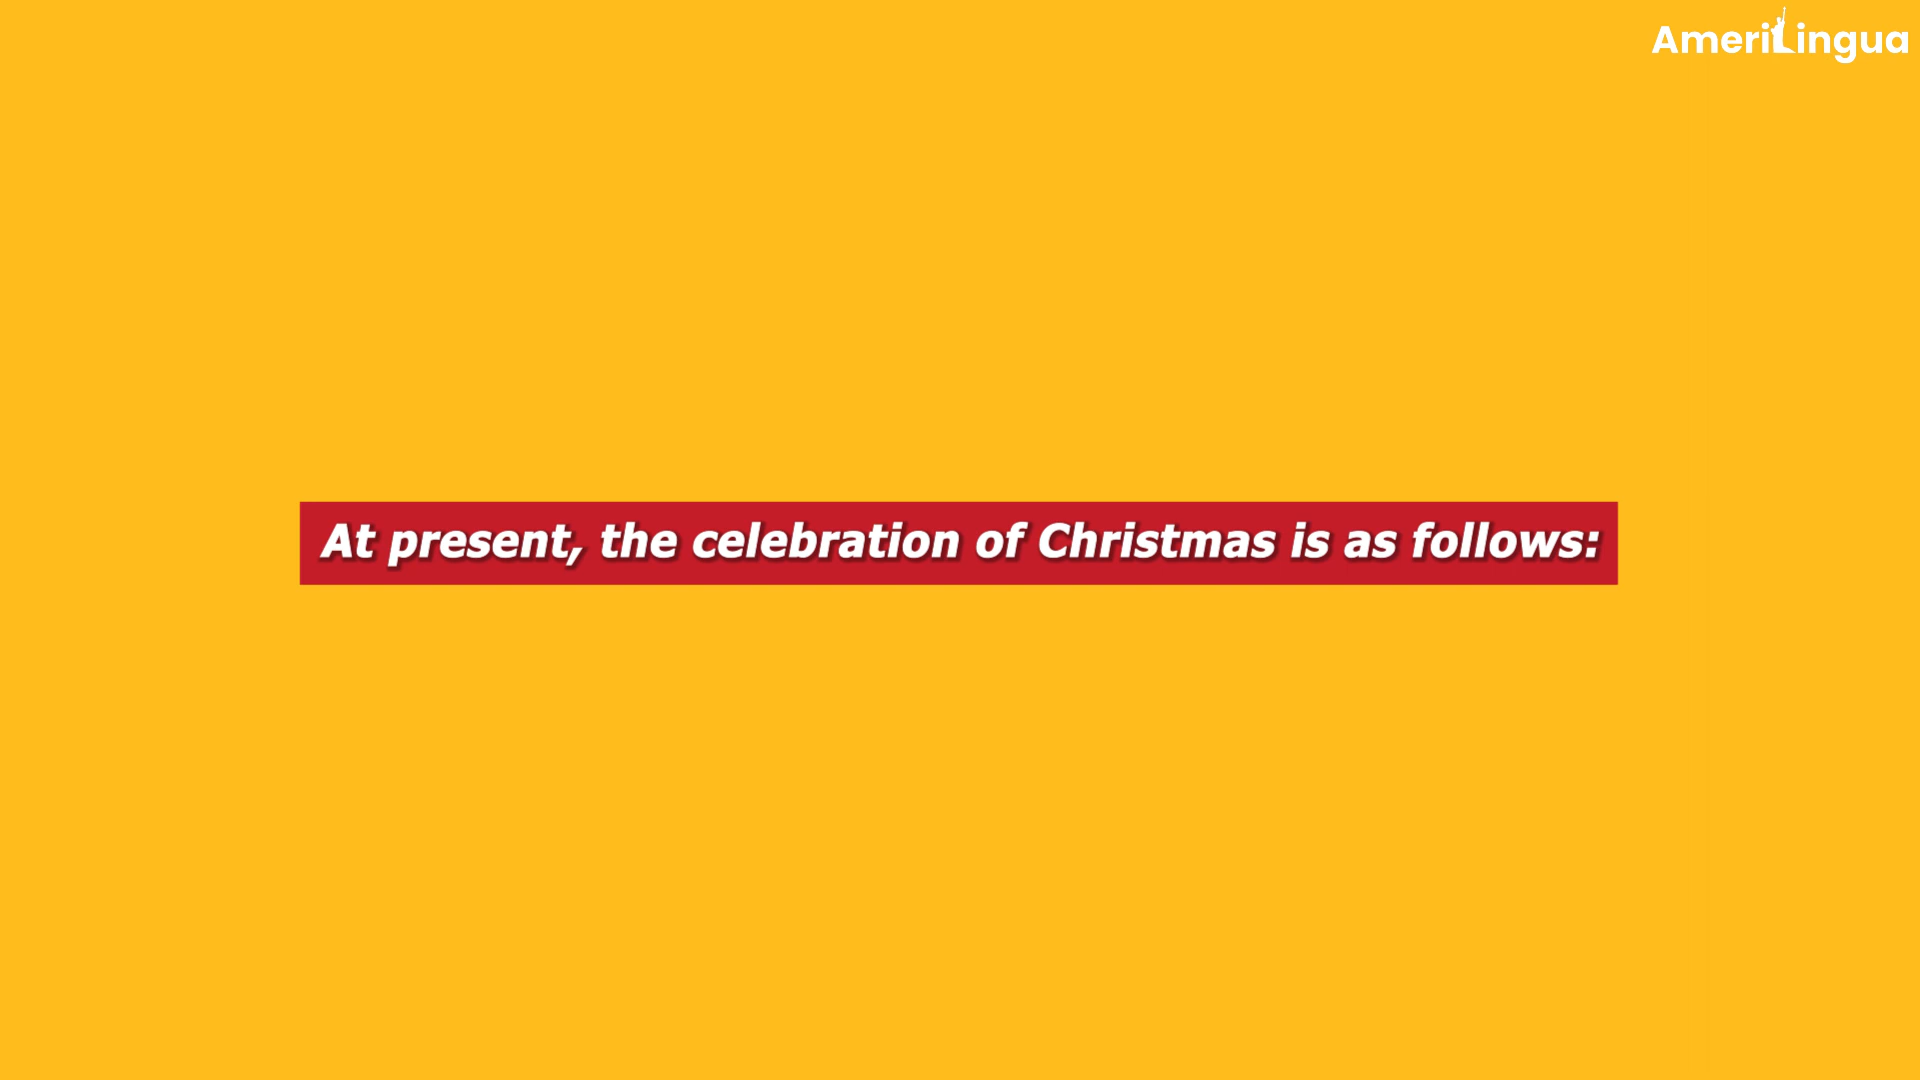 AmeriLingua
At present, the celebration of Christmas is as follows: